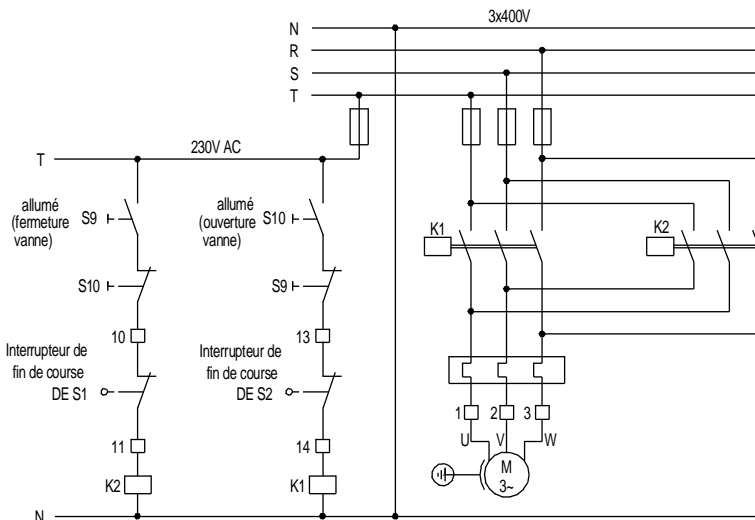 3x400V
N
R
S
T
230V AC
T
allumé
(fermeture
vanne)
S9
allumé
(ouverture
vanne)
S10
K1
K2
S10
S9
10
13
Interrupteur de
fin de course
DE S1
Interrupteur de
fin de course
DE S2
1
2
3
U
V
W
11
14
M
3~
K2
K1
N